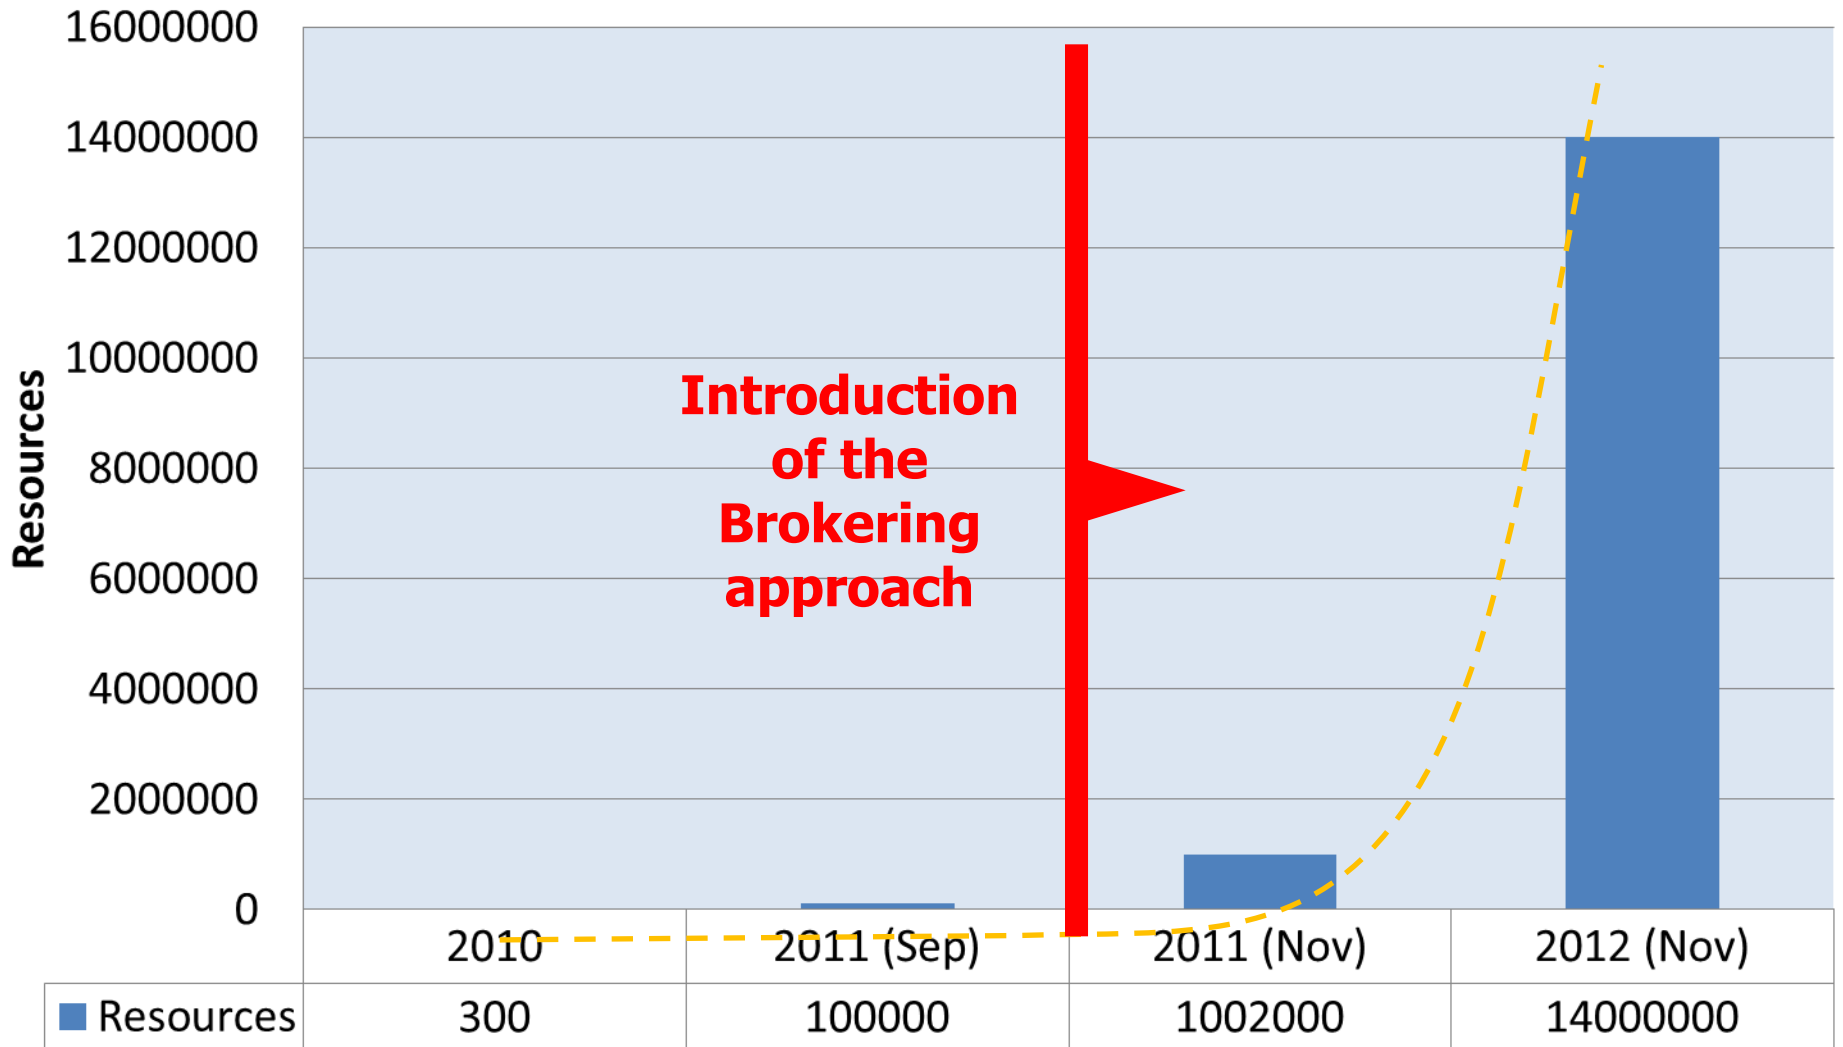 16000000
14000000
12000000
10000000
8000000
6000000
4000000
2000000
0
Resources
Introduction
of the
Brokering
approach
2010 2011 (Sep) 2011 (Nov) 2012 (Nov)
Resources 300 100000 1002000 14000000